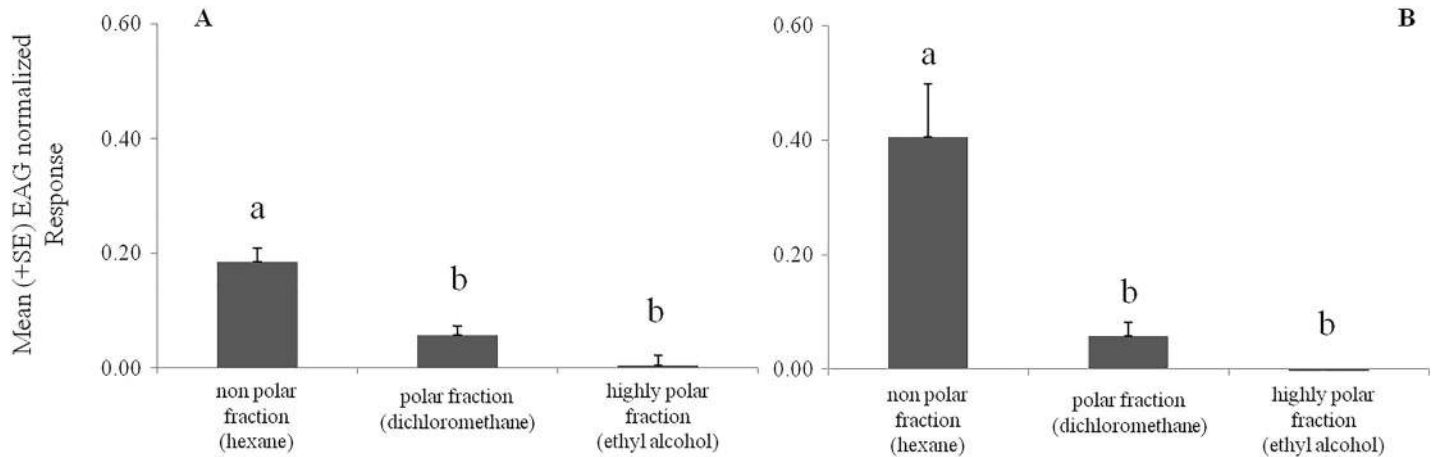 Mean (+SE) EAG normalized
Response
A
0.60
0.40
0.20
0.00
a
b
b
non polar
fraction
(hexane)
polar fraction
(dichloromethane)
highly polar
fraction
(ethyl alcohol)
B
0.60
0.40
0.20
0.00
a
b
b
non polar
fraction
(hexane)
polar fraction
(dichloromethane)
highly polar
fraction
(ethyl alcohol)